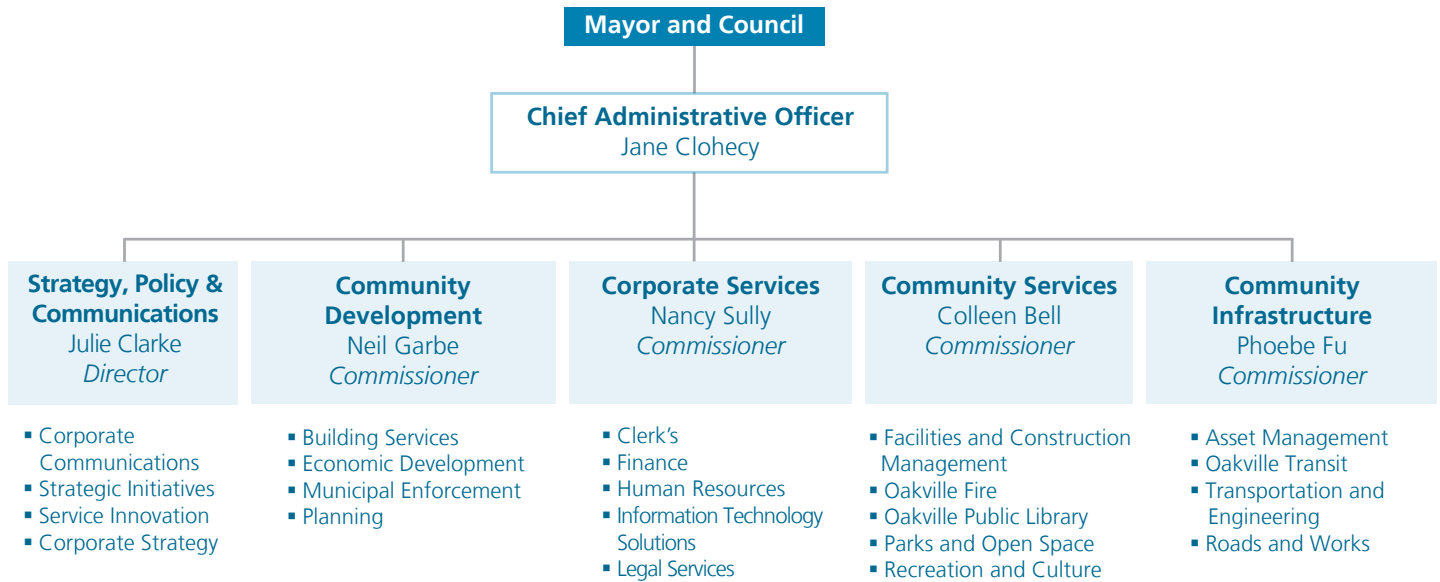 Mayor and Council
Chief Administrative Officer
Jane Clohecy
Strategy, Policy &
Communications
Julie Clarke
Director
▪ Corporate
Communications
▪ Strategic Initiatives
▪ Service Innovation
▪ Corporate Strategy
Community
Development
Neil Garbe
Commissioner
▪ Building Services
▪ Economic Development
▪ Municipal Enforcement
▪ Planning
Corporate Services
Nancy Sully
Commissioner
▪ Clerk's
▪ Finance
▪ Human Resources
▪ Information Technology
Solutions
▪ Legal Services
Community Services
Colleen Bell
Commissioner
▪ Facilities and Construction
Management
▪ Oakville Fire
▪ Oakville Public Library
▪ Parks and Open Space
▪ Recreation and Culture
Community
Infrastructure
Phoebe Fu
Commissioner
▪ Asset Management
▪ Oakville Transit
▪ Transportation and
Engineering
▪ Roads and Works